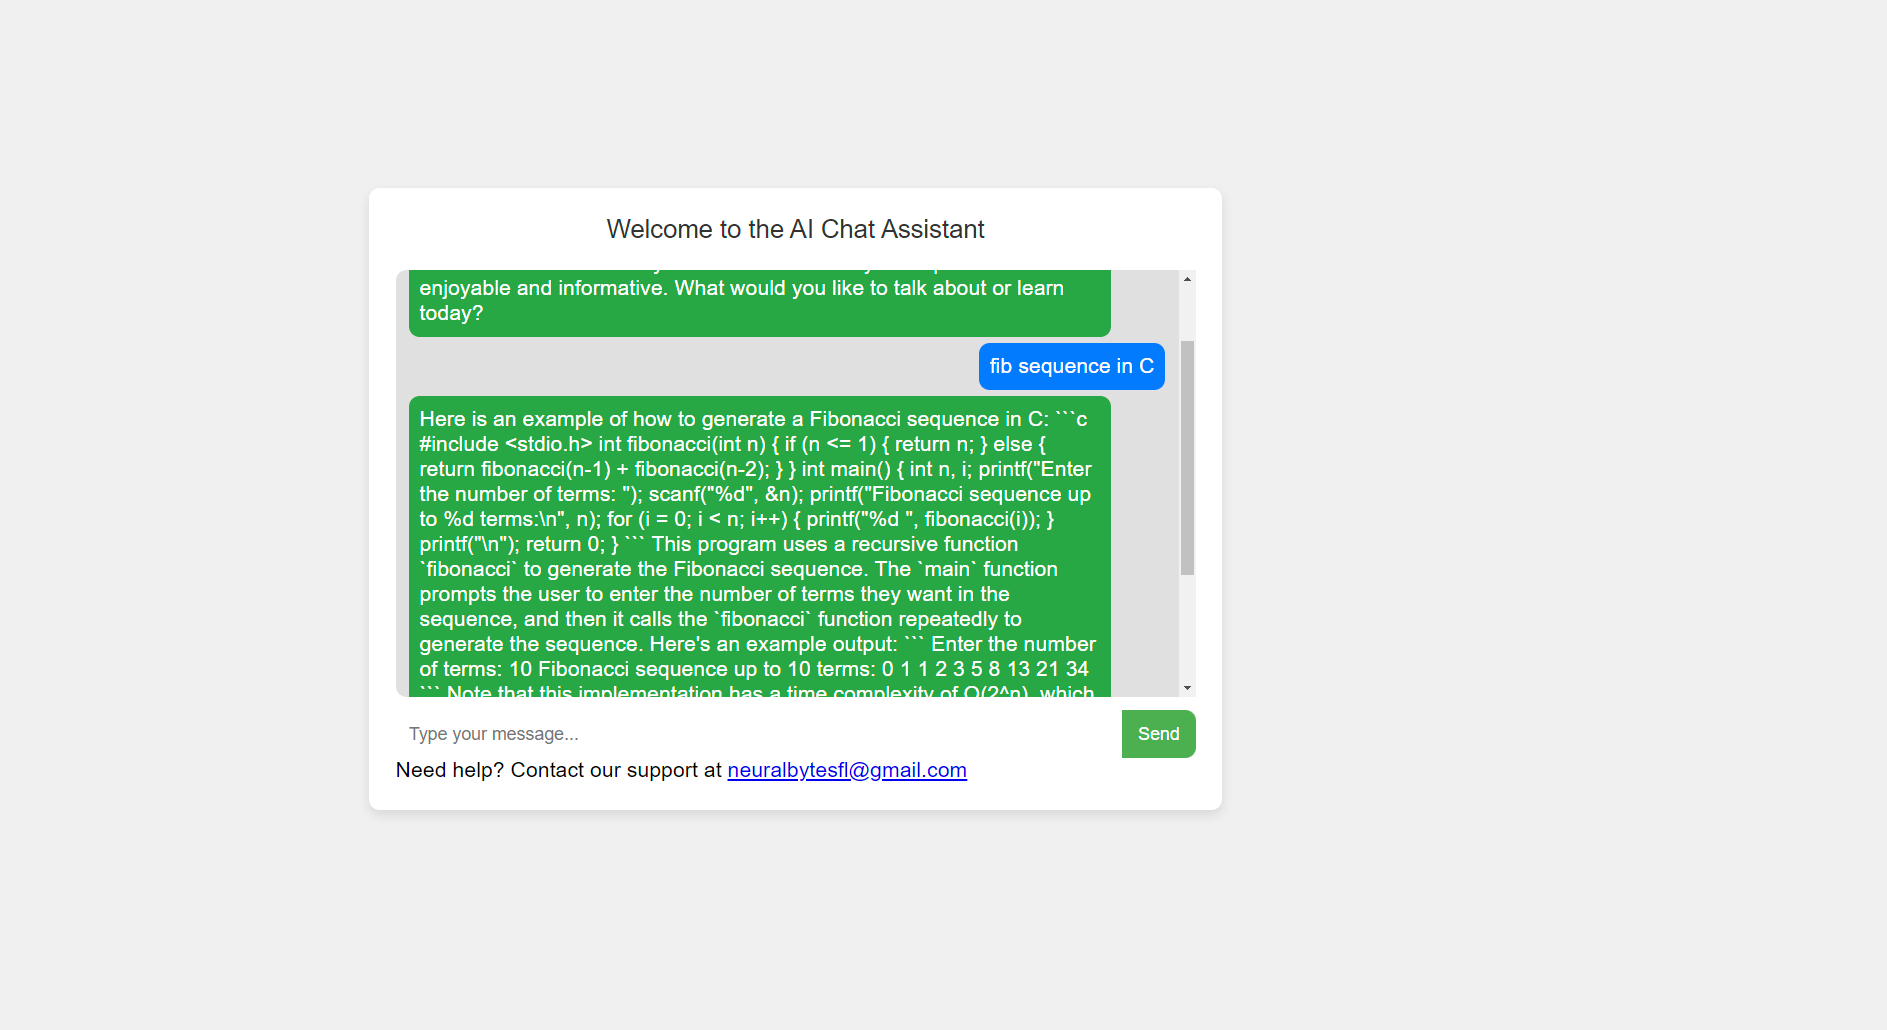 Welcome to the AI Chat Assistant
enjoyable and informative. What would you like to talk about or learn
today?
fib sequence in C
Here is an example of how to generate a Fibonacci sequence in C: ```c
#include <stdio.h> int fibonacci(int n) { if (n <= 1) { return n; } else {
return fibonacci(n-1) + fibonacci(n-2); } } int main() { int n, i; printf("Enter
the number of terms: "); scanf("%d", &n); printf("Fibonacci sequence up
to %d terms:\n", n); for (i = 0; i < n; i++) { printf("%d ", fibonacci(i)); }
printf("\n"); return 0; } ``` This program uses a recursive function
`fibonacci` to generate the Fibonacci sequence. The `main` function
prompts the user to enter the number of terms they want in the
sequence, and then it calls the `fibonacci` function repeatedly to
generate the sequence. Here's an example output: ``` Enter the number
of terms: 10 Fibonacci sequence up to 10 terms: 0 1 1 2 3 5 8 13 21 34
``` Note that this implementation has a time complexity of O(2^n), which
Type your message...
Send
Need help? Contact our support at neuralbytesfl@gmail.com